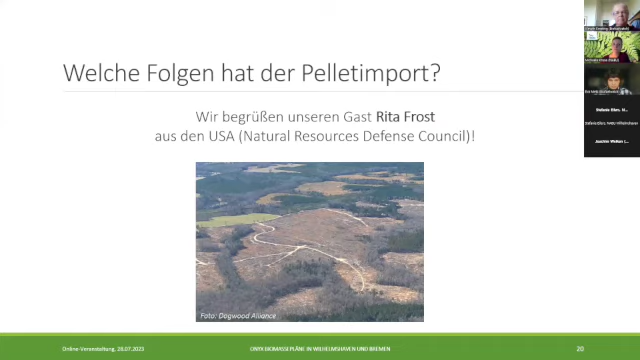 Welche Folgen hat der Pelletimport?
Wir begrüßen unseren Gast Rita Frost
aus den USA (Natural Resources Defense Council)!
Foto: Dogwood Alliance
Online-Veranstaltung, 28.07.2023
ONYX BIOMASSEPLÄNE IN WILHELMSHAVEN UND BREMEN
20